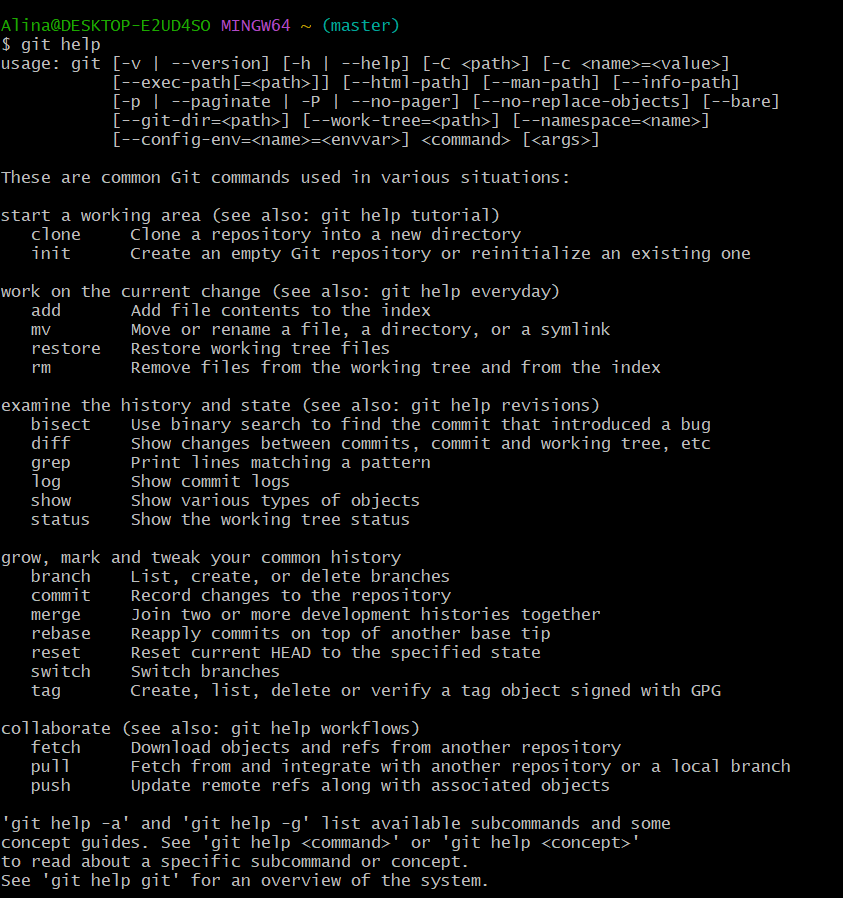 Alina@DESKTOP-E2UD4SO MINGW64 ~ (master)
$ git help
usage: git [-v | --version] [-h | --help] [-C <path>] [-c <name>=<value>]
           [--exec-path[=<path>]] [--html-path] [--man-path] [--info-path]
           [-p | --paginate | -P | --no-pager] [--no-replace-objects] [--bare]
           [--git-dir=<path>] [--work-tree=<path>] [--namespace=<name>]
           [--config-env=<name>=<envvar>] <command> [<args>]

These are common Git commands used in various situations:

start a working area (see also: git help tutorial)
   clone     Clone a repository into a new directory
   init      Create an empty Git repository or reinitialize an existing one

work on the current change (see also: git help everyday)
   add       Add file contents to the index
   mv        Move or rename a file, a directory, or a symlink
   restore   Restore working tree files
   rm        Remove files from the working tree and from the index

examine the history and state (see also: git help revisions)
   bisect    Use binary search to find the commit that introduced a bug
   diff      Show changes between commits, commit and working tree, etc
   grep      Print lines matching a pattern
   log       Show commit logs
   show      Show various types of objects
   status    Show the working tree status

grow, mark and tweak your common history
   branch    List, create, or delete branches
   commit    Record changes to the repository
   merge     Join two or more development histories together
   rebase    Reapply commits on top of another base tip
   reset     Reset current HEAD to the specified state
   switch    Switch branches
   tag       Create, list, delete or verify a tag object signed with GPG

collaborate (see also: git help workflows)
   fetch     Download objects and refs from another repository
   pull      Fetch from and integrate with another repository or a local branch
   push      Update remote refs along with associated objects

'git help -a' and 'git help -g' list available subcommands and some
concept guides. See 'git help <command>' or 'git help <concept>'
to read about a specific subcommand or concept.
See 'git help git' for an overview of the system.